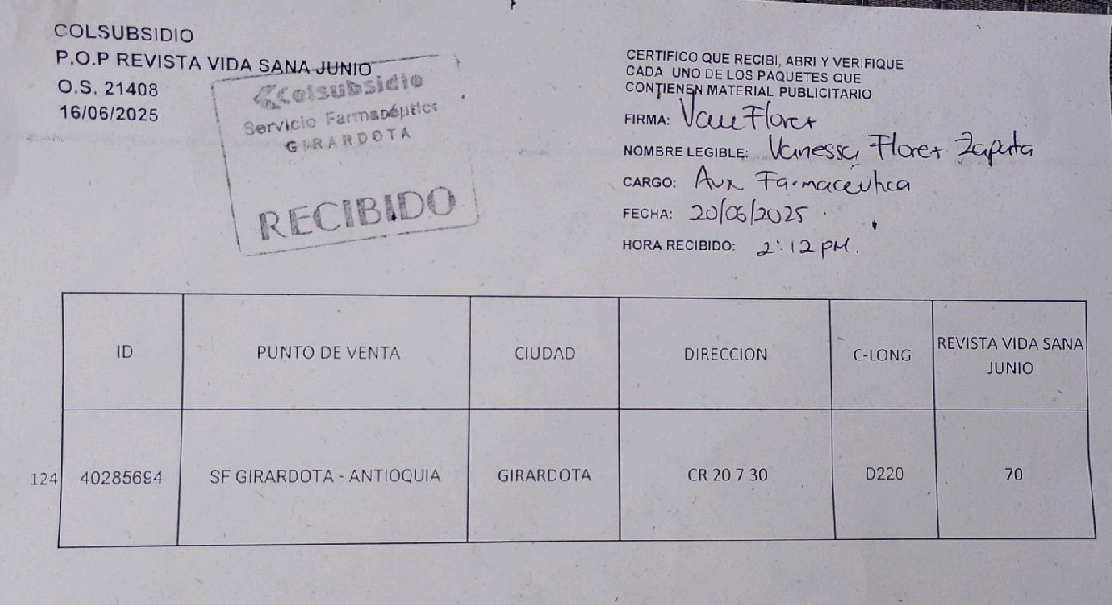 COLSUBSIDIO
P.O.P REVISTA VIDA SANA JUNIO
O.S. 21408
16/06/2025
Colsubsidio
Servicio Farmacéutico
GIRARDOTA
RECIBIDO
CERTIFICO QUE RECIBI, ABRI Y VERIFIQUE
CADA UNO DE LOS PAQUETES QUE
CONTIENEN MATERIAL PUBLICITARIO
FIRMA: Vane Florez
NOMBRE LEGIBLE: Vanessa Florez Zapata
CARGO: Aux Farmaceutica
FECHA: 20/06/2025
HORA RECIBIDO: 2:12 PM.
ID PUNTO DE VENTA CIUDAD DIRECCION C-LONG REVISTA VIDA SANA JUNIO
124 40285694 SF GIRARDOTA - ANTIOQUIA GIRARDOTA CR 20 7 30 D220 70